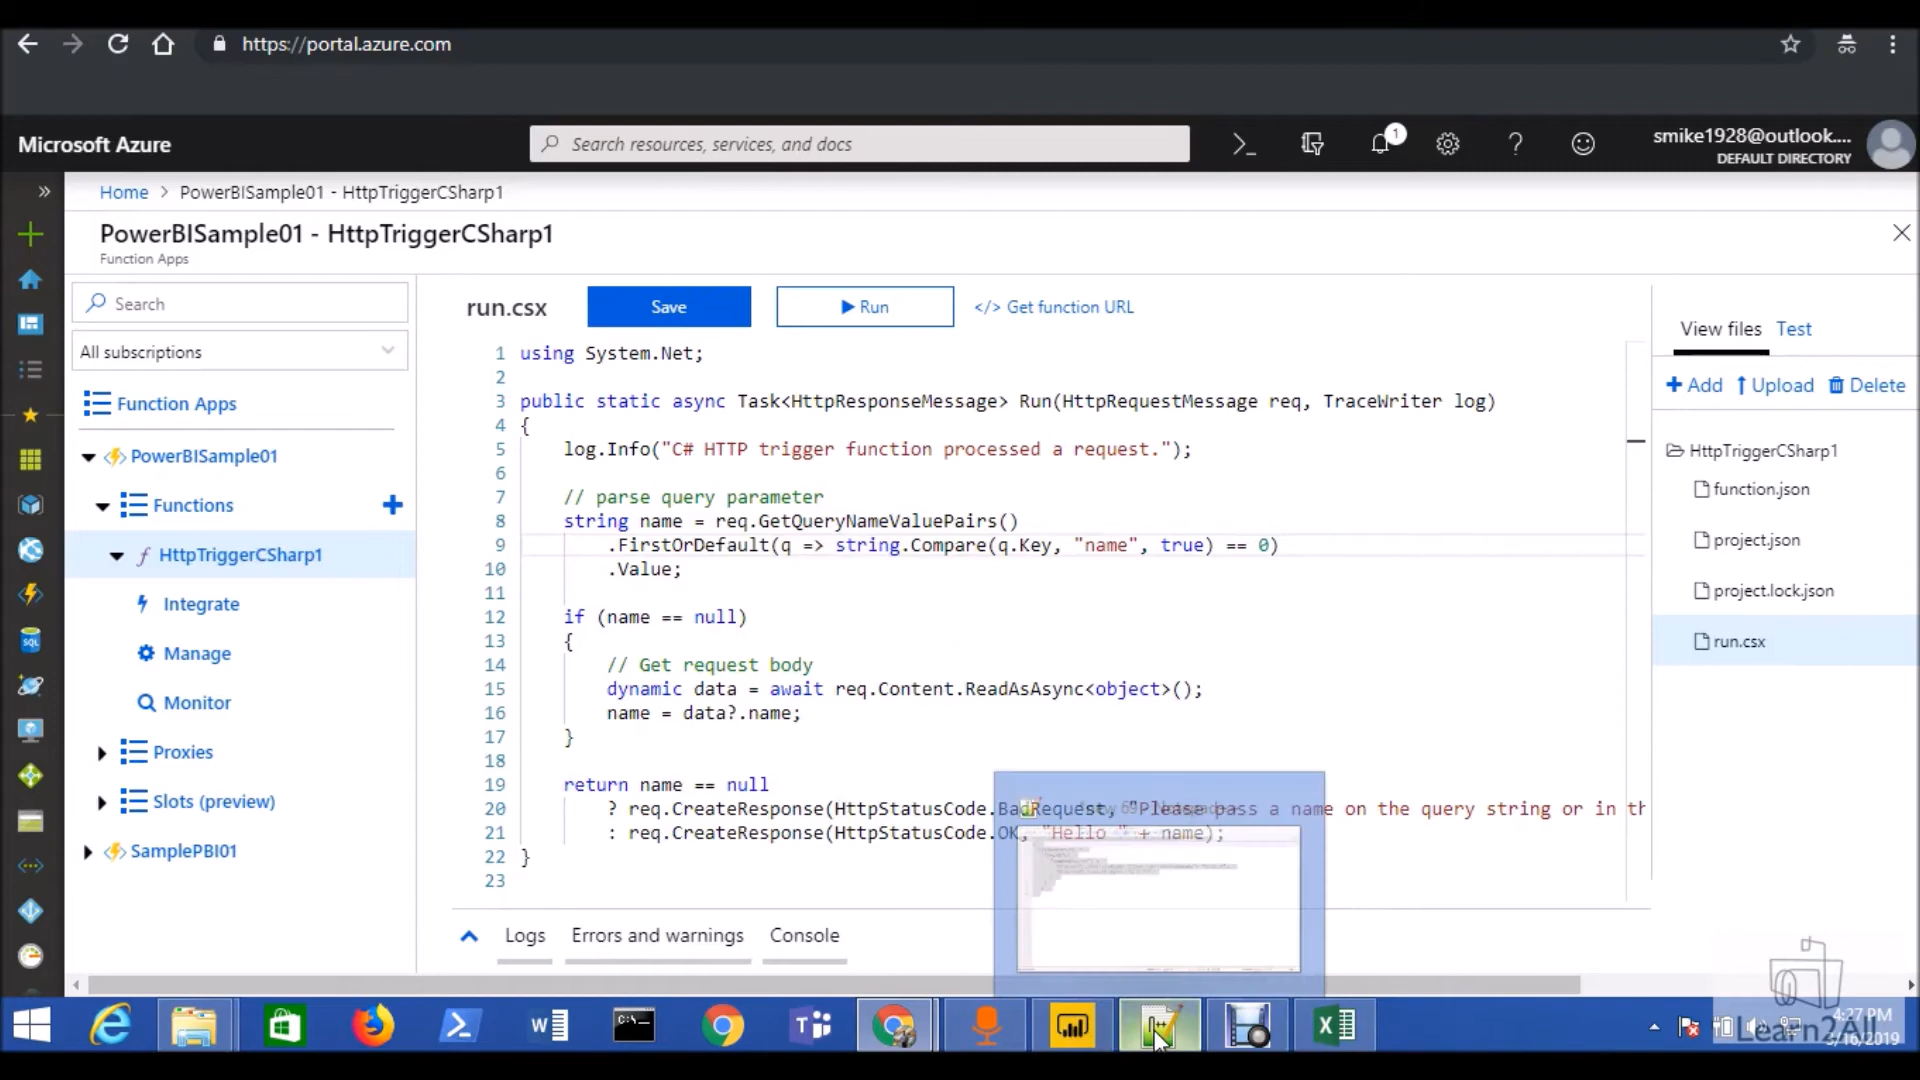 https://portal.azure.com
Microsoft Azure
Search resources, services, and docs
1
smike1928@outlook....
DEFAULT DIRECTORY
Home > PowerBISample01 - HttpTriggerCSharp1
PowerBISample01 - HttpTriggerCSharp1
Function Apps
Search
All subscriptions
Function Apps
PowerBISample01
Functions
HttpTriggerCSharp1
Integrate
Manage
Monitor
Proxies
Slots (preview)
SamplePBI01
run.csx
Save
Run
</> Get function URL
1 using System.Net;
2
3 public static async Task<HttpResponseMessage> Run(HttpRequestMessage req, TraceWriter log)
4 {
5 log.Info("C# HTTP trigger function processed a request.");
6
7 // parse query parameter
8 string name = req.GetQueryNameValuePairs()
9 .FirstOrDefault(q => string.Compare(q.Key, "name", true) == 0)
10 .Value;
11
12 if (name == null)
13 {
14 // Get request body
15 dynamic data = await req.Content.ReadAsAsync<object>();
16 name = data?.name;
17 }
18
19 return name == null
20 ? req.CreateResponse(HttpStatusCode.BadRequest, "Please pass a name on the query string or in th
21 : req.CreateResponse(HttpStatusCode.OK, "Hello " + name);
22 }
23
Logs
Errors and warnings
Console
View files
Test
Add
Upload
Delete
HttpTriggerCSharp1
function.json
project.json
project.lock.json
run.csx
4:27 PM
Learn2All
3/16/2019